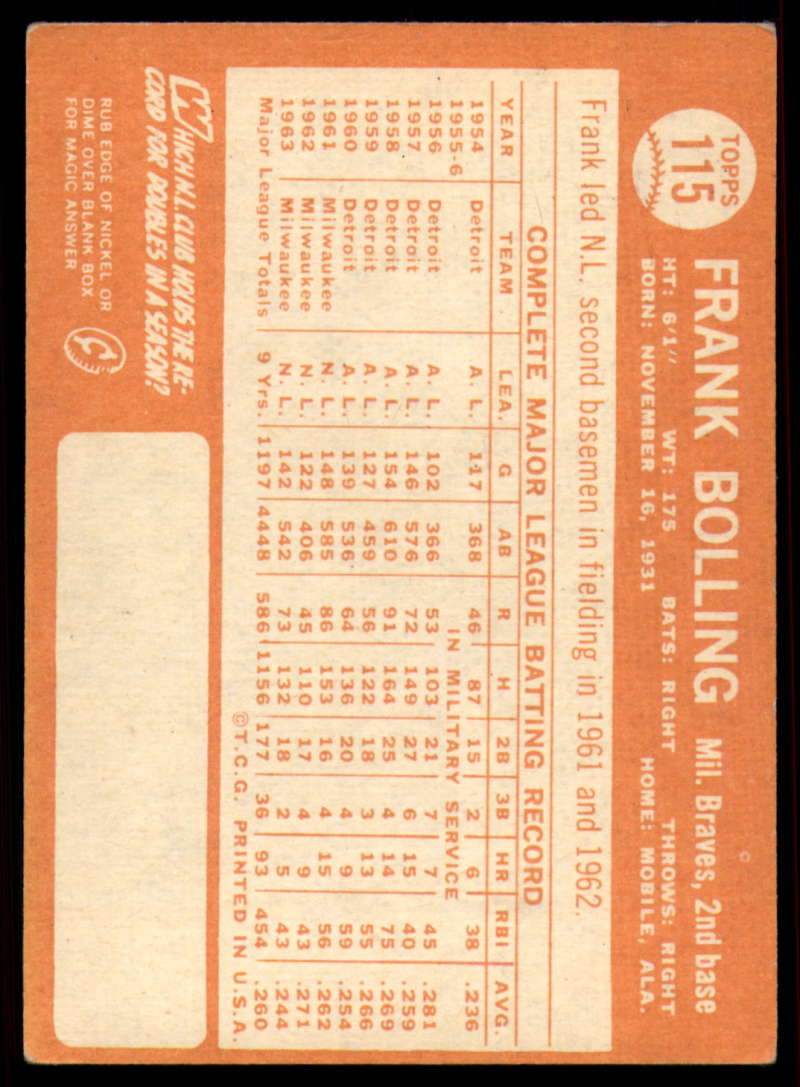 TOPPS
115
FRANK BOLLING Mil. Braves, 2nd base
HT: 6'1" WT: 175 BATS: RIGHT THROWS: RIGHT
BORN: NOVEMBER 16, 1931 HOME: MOBILE, ALA.
Frank led N.L. second basemen in fielding in 1961 and 1962.
COMPLETE MAJOR LEAGUE BATTING RECORD
YEAR TEAM LEA. G AB R H 2B 3B HR RBI AVG.
1954 Detroit A. L. 117 368 46 87 15 2 6 38 .236
1955-6 IN MILITARY SERVICE
1956 Detroit A. L. 102 366 53 103 21 7 7 45 .281
1957 Detroit A. L. 146 576 72 149 27 6 15 40 .259
1958 Detroit A. L. 154 610 91 164 25 4 14 75 .269
1959 Detroit A. L. 127 459 56 122 18 3 13 55 .266
1960 Detroit A. L. 139 536 64 136 20 4 9 59 .254
1961 Milwaukee N. L. 148 585 86 153 16 4 15 56 .262
1962 Milwaukee N. L. 122 406 45 110 17 4 9 43 .271
1963 Milwaukee N. L. 142 542 73 132 18 2 5 43 .244
Major League Totals 9 Yrs. 1197 4448 586 1156 177 36 93 454 .260
©T.C.G. PRINTED IN U.S.A.
WHICH N.L. CLUB HOLDS THE RE-
CORD FOR DOUBLES IN A SEASON?
RUB EDGE OF NICKEL OR
DIME OVER BLANK BOX
FOR MAGIC ANSWER